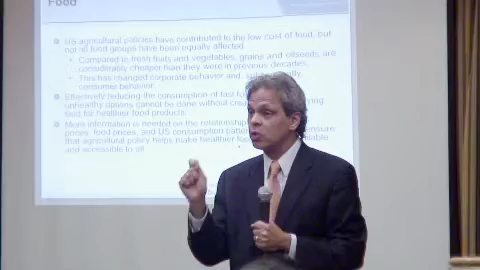 Food
US agricultural policies have contributed to the low cost of food, but
not all food groups have been equally affected
Compared to fresh fruits and vegetables, grains and oilseeds are
considerably cheaper than they were in previous decades.
This has changed corporate behavior and,
consumer behavior.
Effectively reducing the consumption of fast
unhealthy options cannot be done without
said for healthier food products.
More information is needed on the relationship
prices, food prices, and US consumption ensure
that agricultural policy helps make healthier
and accessible to all.